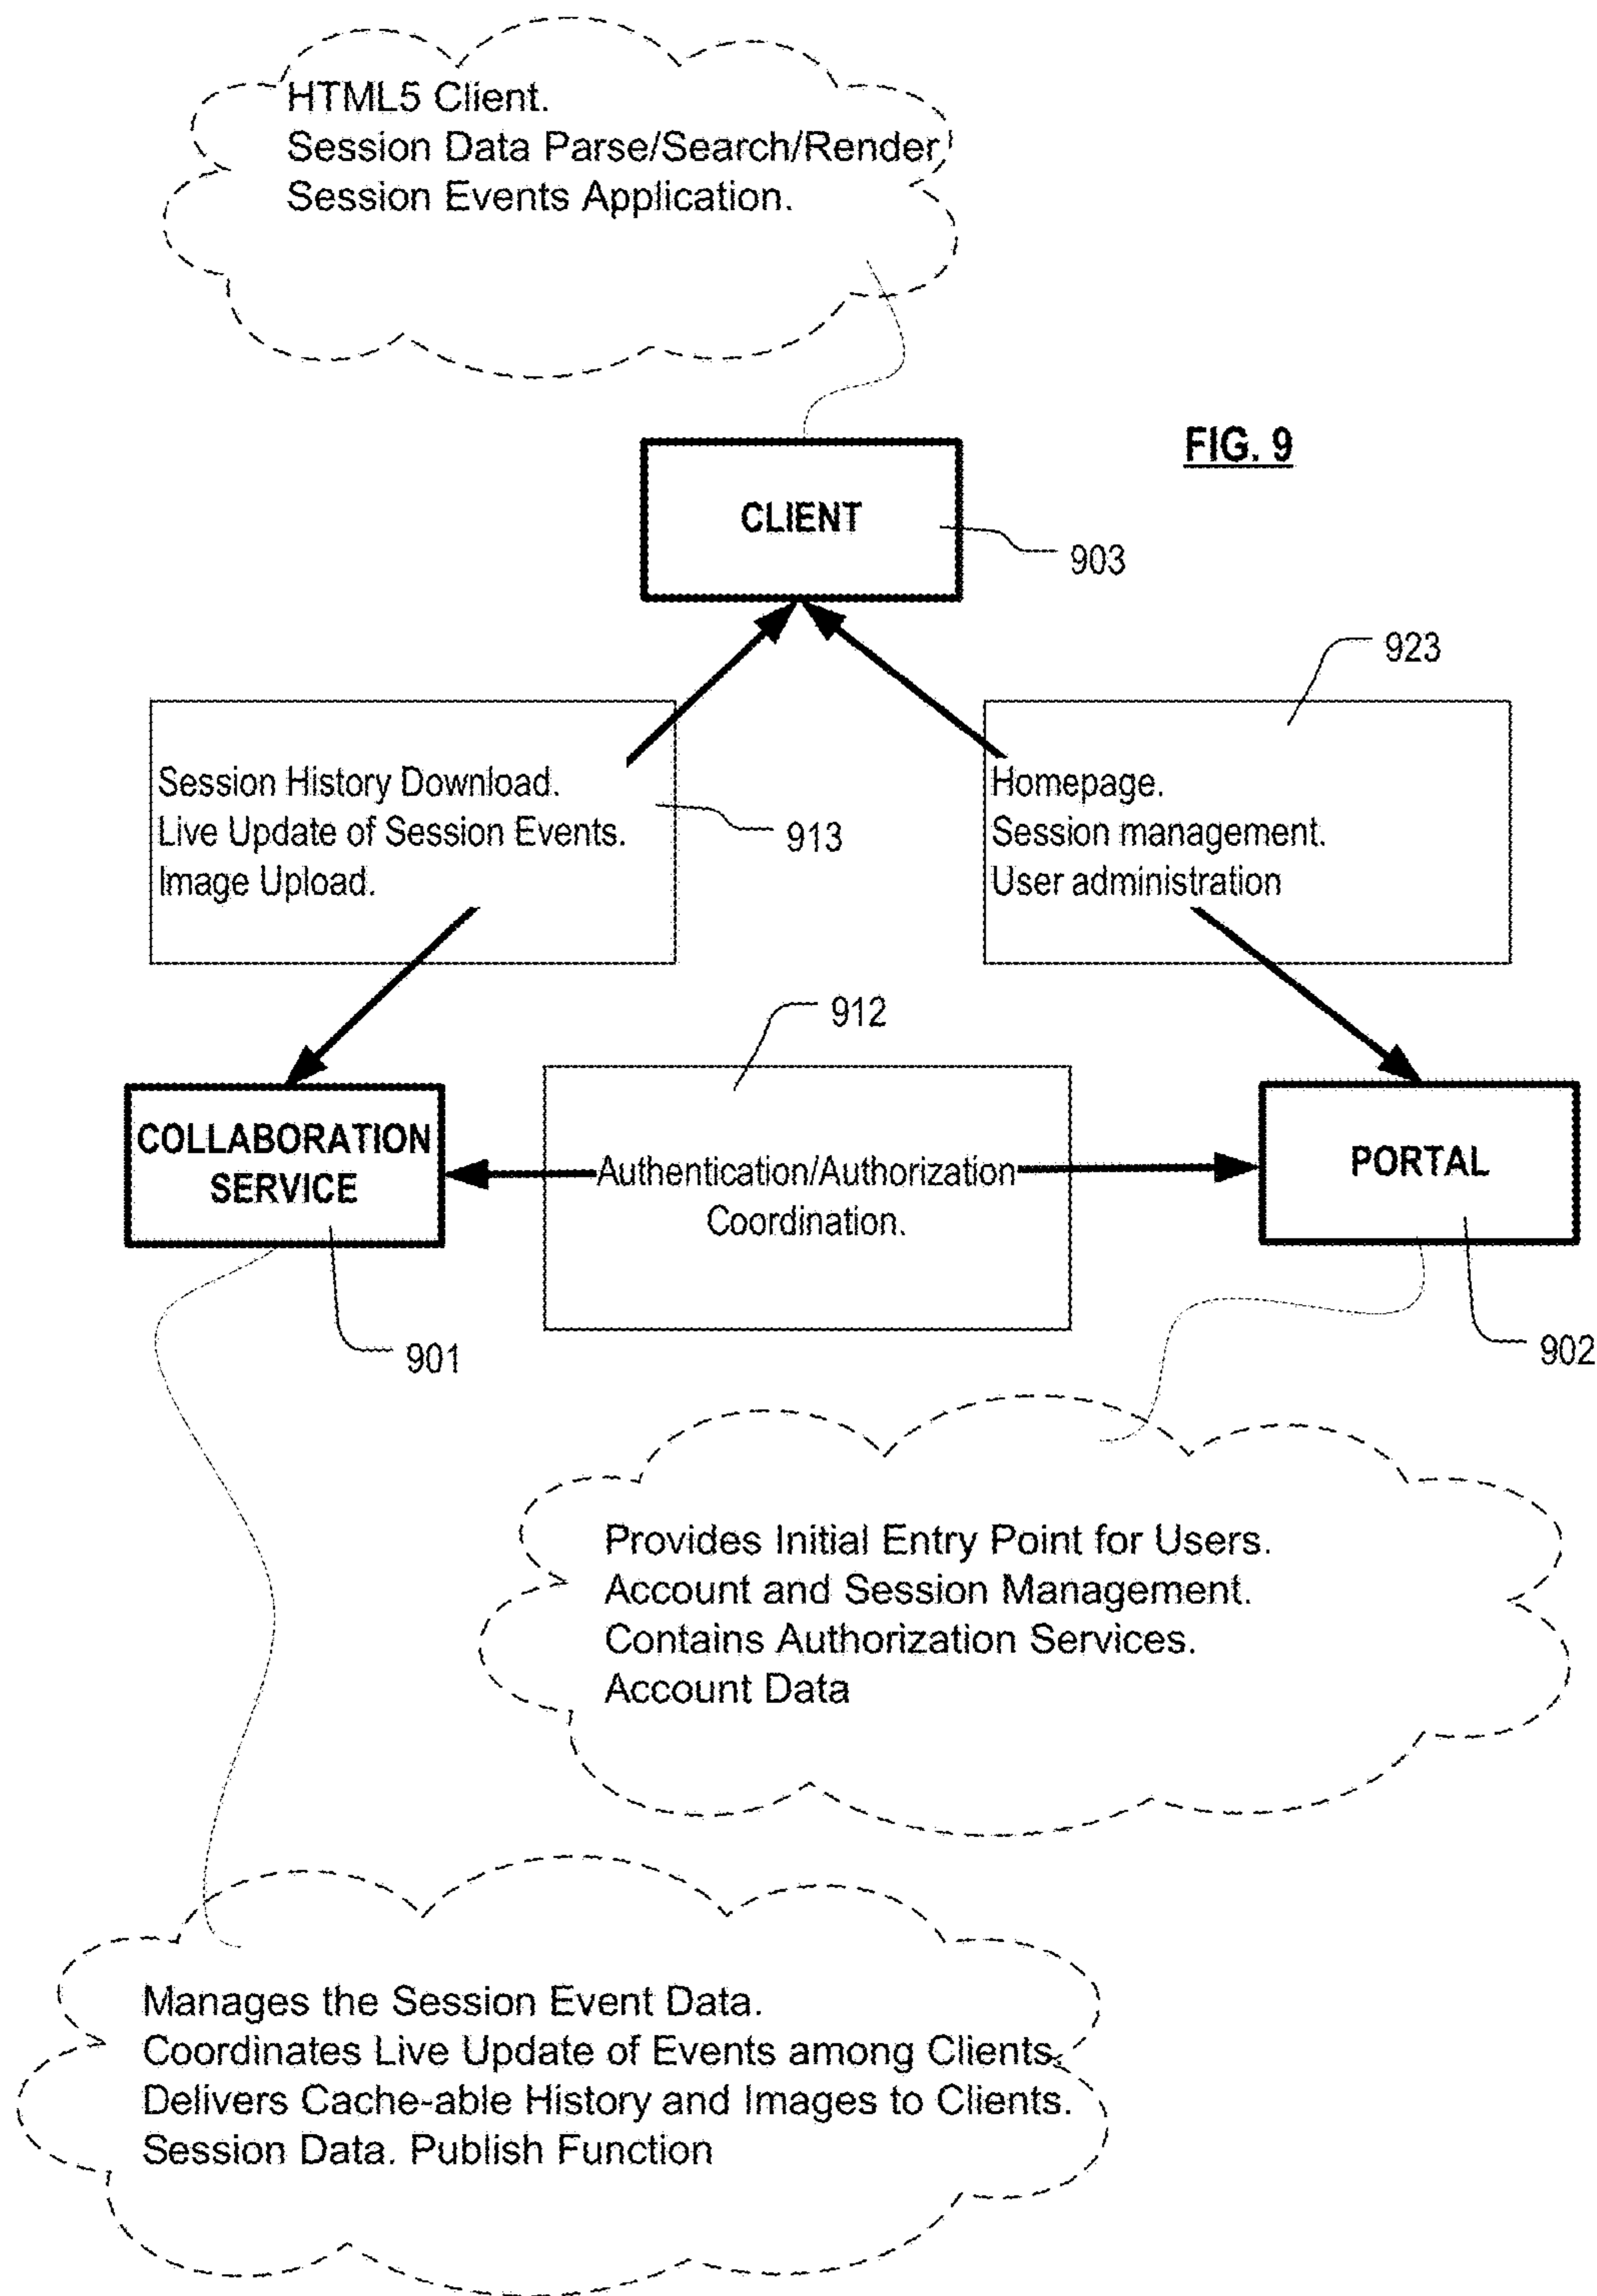 HTML5 Client.
Session Data Parse/Search/Render
Session Events Application.
FIG. 9
CLIENT
903
923
Session History Download.
Live Update of Session Events.
Image Upload.
913
Homepage.
Session management.
User administration
912
COLLABORATION
SERVICE
Authentication/Authorization
Coordination.
PORTAL
901
902
Provides Initial Entry Point for Users.
Account and Session Management.
Contains Authorization Services.
Account Data
Manages the Session Event Data.
Coordinates Live Update of Events among Clients.
Delivers Cache-able History and Images to Clients.
Session Data. Publish Function